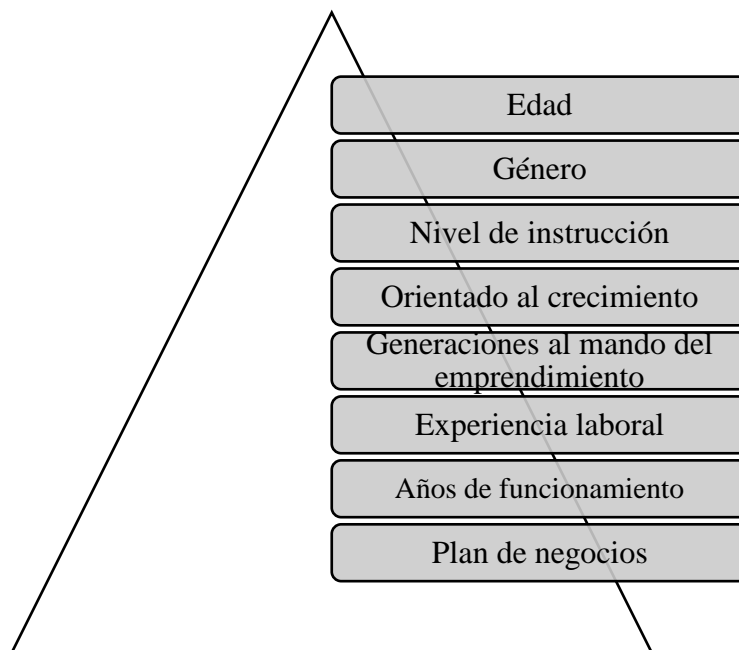 Edad
Género
Nivel de instrucción
Orientado al crecimiento
Generaciones al mando del
emprendimiento
Experiencia laboral
Años de funcionamiento
Plan de negocios